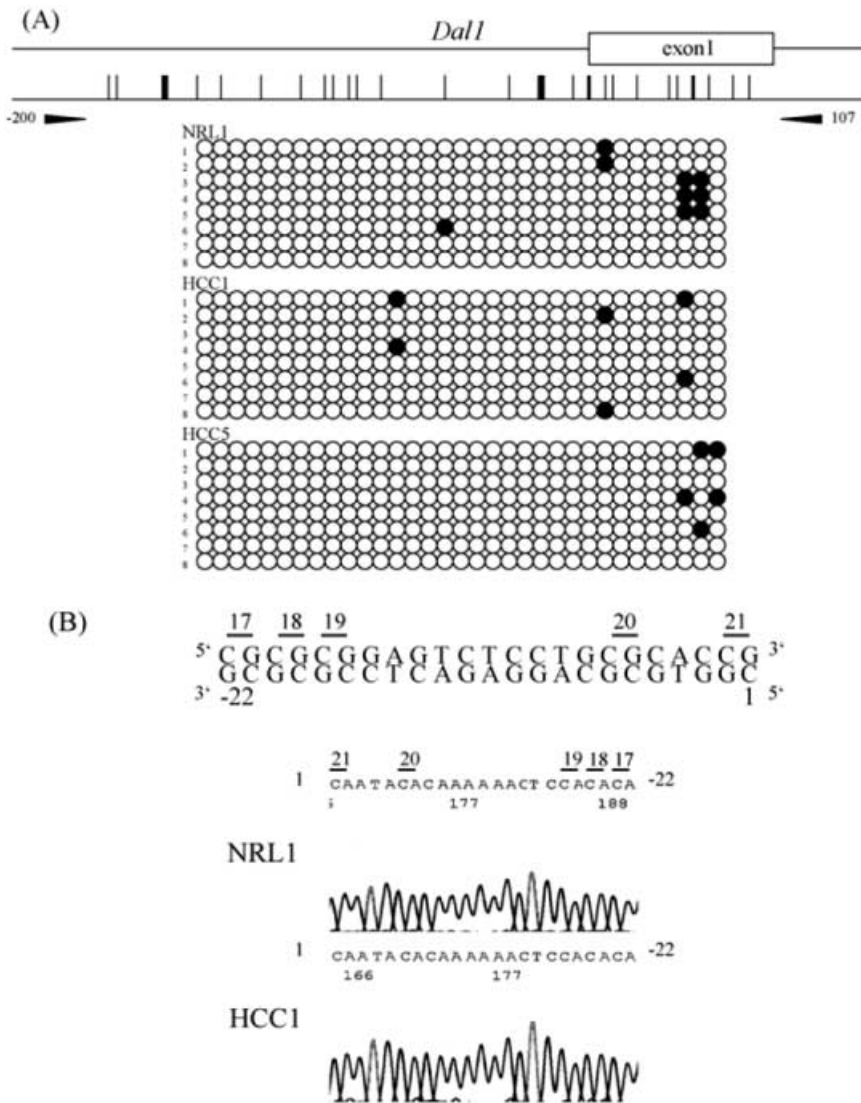 (A)
Dal1
exon1
-200
107
NRL1
1
2
3
4
5
6
7
8
HCC1
1
2
3
4
5
6
7
8
HCC5
1
2
3
4
5
6
7
8
(B)
17 18 19 20 21
5‘ CGCGCGGAGTCTCCTGCGCACCG 3‘
GCGCGCCTCAGAGGACGCGTGGC
3‘ -22 1 5‘
21 20 19 18 17
1 CAATACACAAAAAACTCCACACA -22
177 188
NRL1
1 CAATACACAAAAAACTCCACACA -22
166 177
HCC1